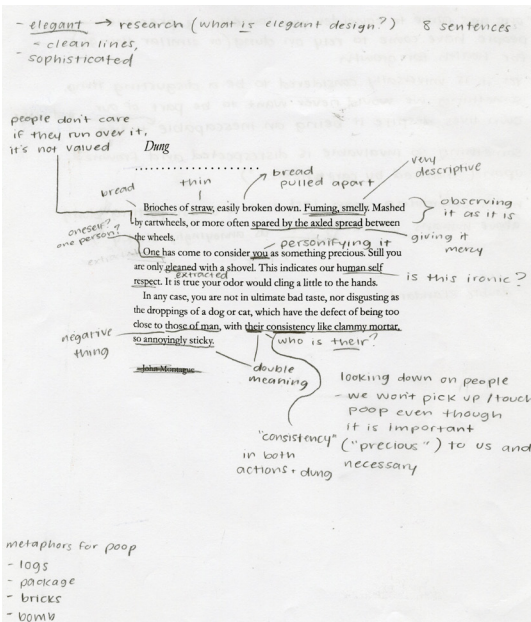 - elegant → research (what is elegant design?) 8 sentences
- clean lines,
sophisticated
people don't care
if they run over it,
it's not valued
Dung
very
descriptive
bread
pulled apart
thin
bread
Brioches of straw, easily broken down. Fuming, smelly. Mashed
by cartwheels, or more often spared by the axled spread between
the wheels.
observing
it as it is
giving it
mercy
oneself?
one person?
personifying it
One has come to consider you as something precious. Still you
are only gleaned with a shovel. This indicates our human self
extracted
is this ironic?
respect. It is true your odor would cling a little to the hands.
In any case, you are not in ultimate bad taste, nor disgusting as
the droppings of a dog or cat, which have the defect of being too
close to those of man, with their consistency like clammy mortar,
so annoyingly sticky.
negative
thing
who is their?
- John Montague
double
meaning
looking down on people
- we won't pick up/touch
poop even though
it is important
("precious") to us and
necessary
"consistency"
in both
actions + dung
metaphors for poop
- logs
- package
- bricks
- bomb